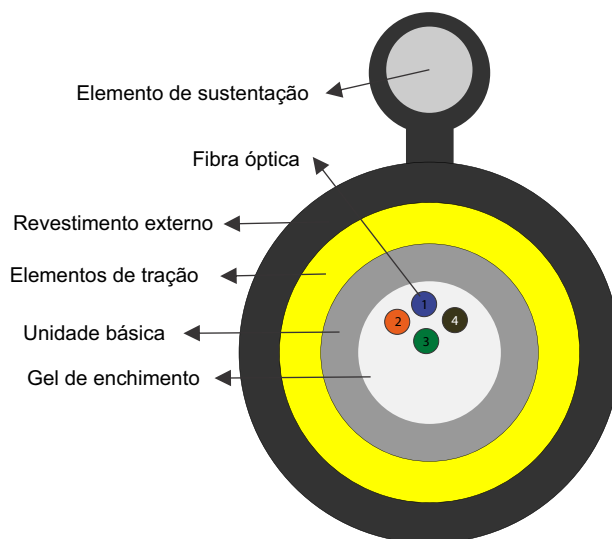 Elemento de sustentação
Fibra óptica
Revestimento externo
Elementos de tração
Unidade básica
Gel de enchimento
1
2
4
3